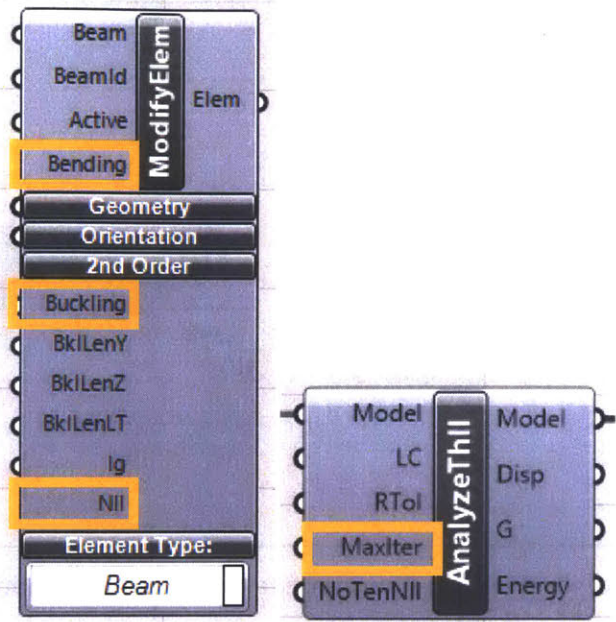 Beam
BeamId
Active
Bending
ModifyElem
Elem
Geometry
Orientation
2nd Order
Buckling
BklLenY
BklLenZ
BklLenLT
Ig
NII
Element Type:
Beam
Model
LC
RTol
MaxIter
NoTenNII
AnalyzeThII
Model
Disp
G
Energy